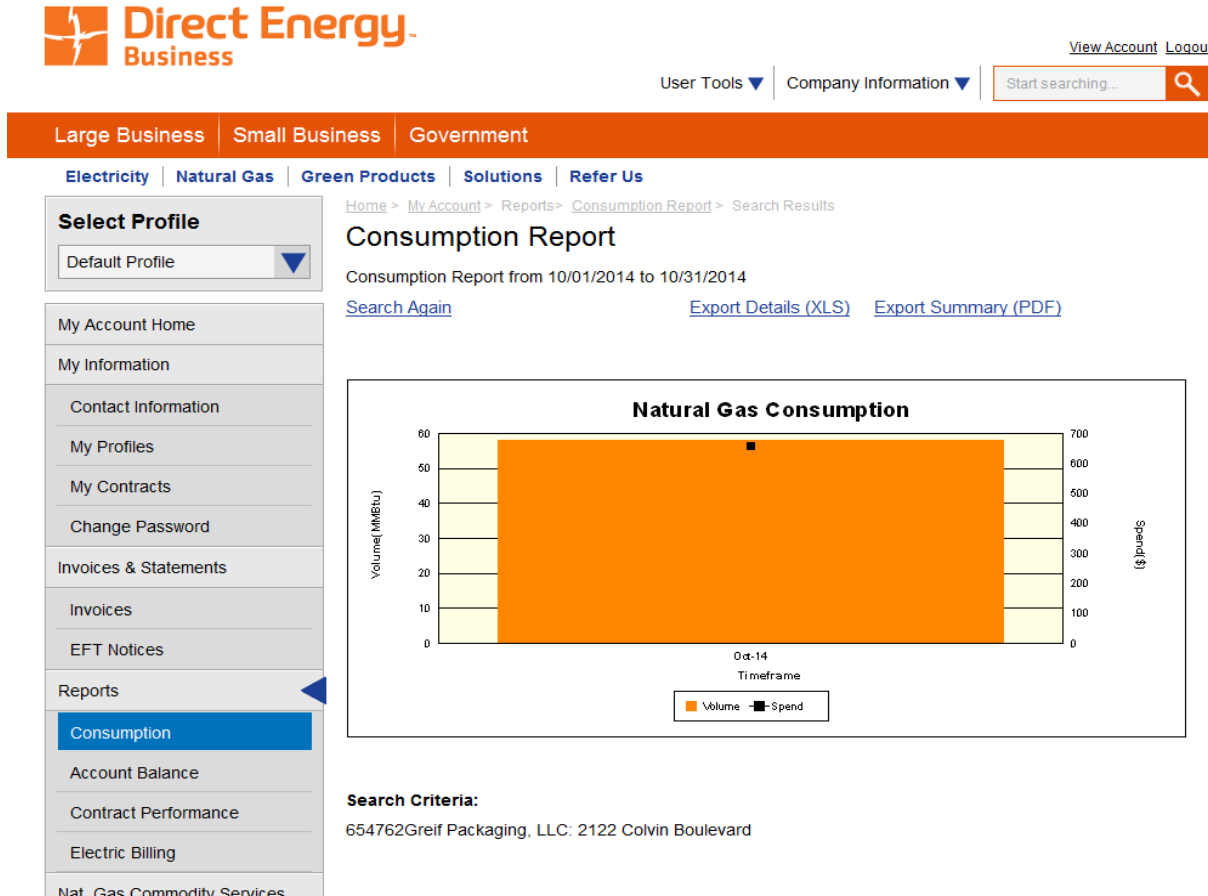 Direct Energy
Business
View Account Logou
User Tools
Company Information
Start searching...
Large Business
Small Business
Government
Electricity
Natural Gas
Green Products
Solutions
Refer Us
Select Profile
Default Profile
My Account Home
My Information
Contact Information
My Profiles
My Contracts
Change Password
Invoices & Statements
Invoices
EFT Notices
Reports
Consumption
Account Balance
Contract Performance
Electric Billing
Nat. Gas Commodity Services
Home > My Account > Reports> Consumption Report > Search Results
Consumption Report
Consumption Report from 10/01/2014 to 10/31/2014
Search Again
Export Details (XLS)
Export Summary (PDF)
Natural Gas Consumption
Volume(MMBtu)
60
50
40
30
20
10
0
700
600
500
400
300
200
100
0
Spend($)
Oct-14
Timeframe
Volume
Spend
Search Criteria:
654762Greif Packaging, LLC: 2122 Colvin Boulevard